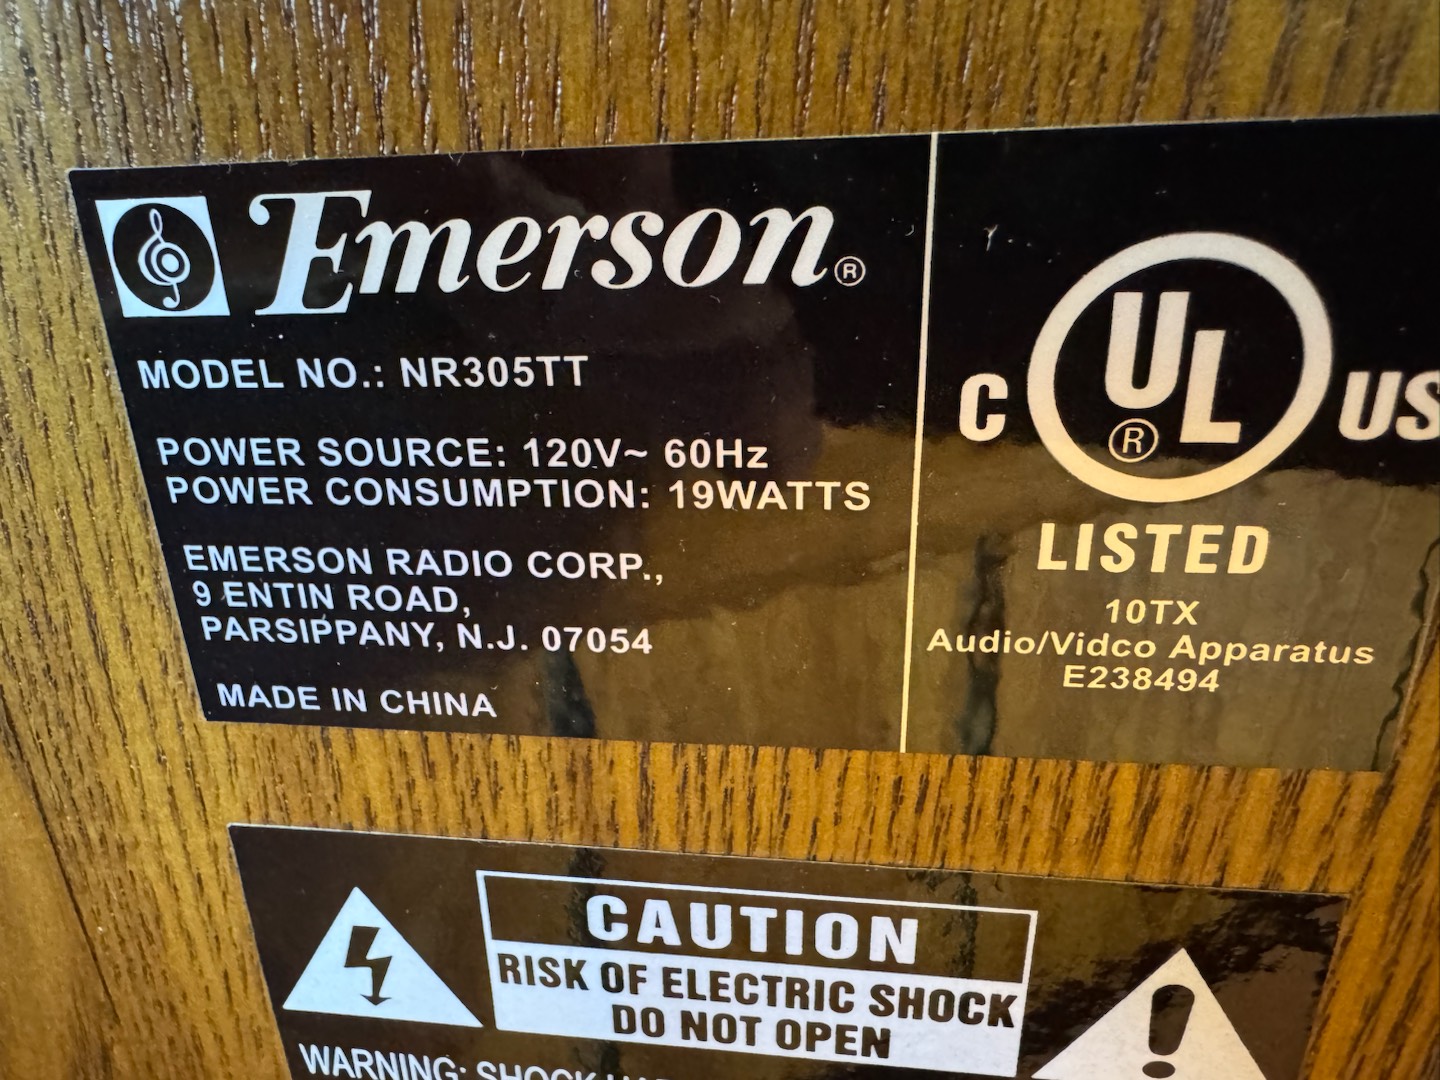 Emerson®
MODEL NO.: NR305TT
POWER SOURCE: 120V~ 60Hz
POWER CONSUMPTION: 19WATTS
EMERSON RADIO CORP.,
9 ENTIN ROAD,
PARSIPPANY, N.J. 07054
MADE IN CHINA
C UL® US
LISTED
10TX
Audio/Vidco Apparatus
E238494
CAUTION
RISK OF ELECTRIC SHOCK
DO NOT OPEN
WARNING: SHOCK